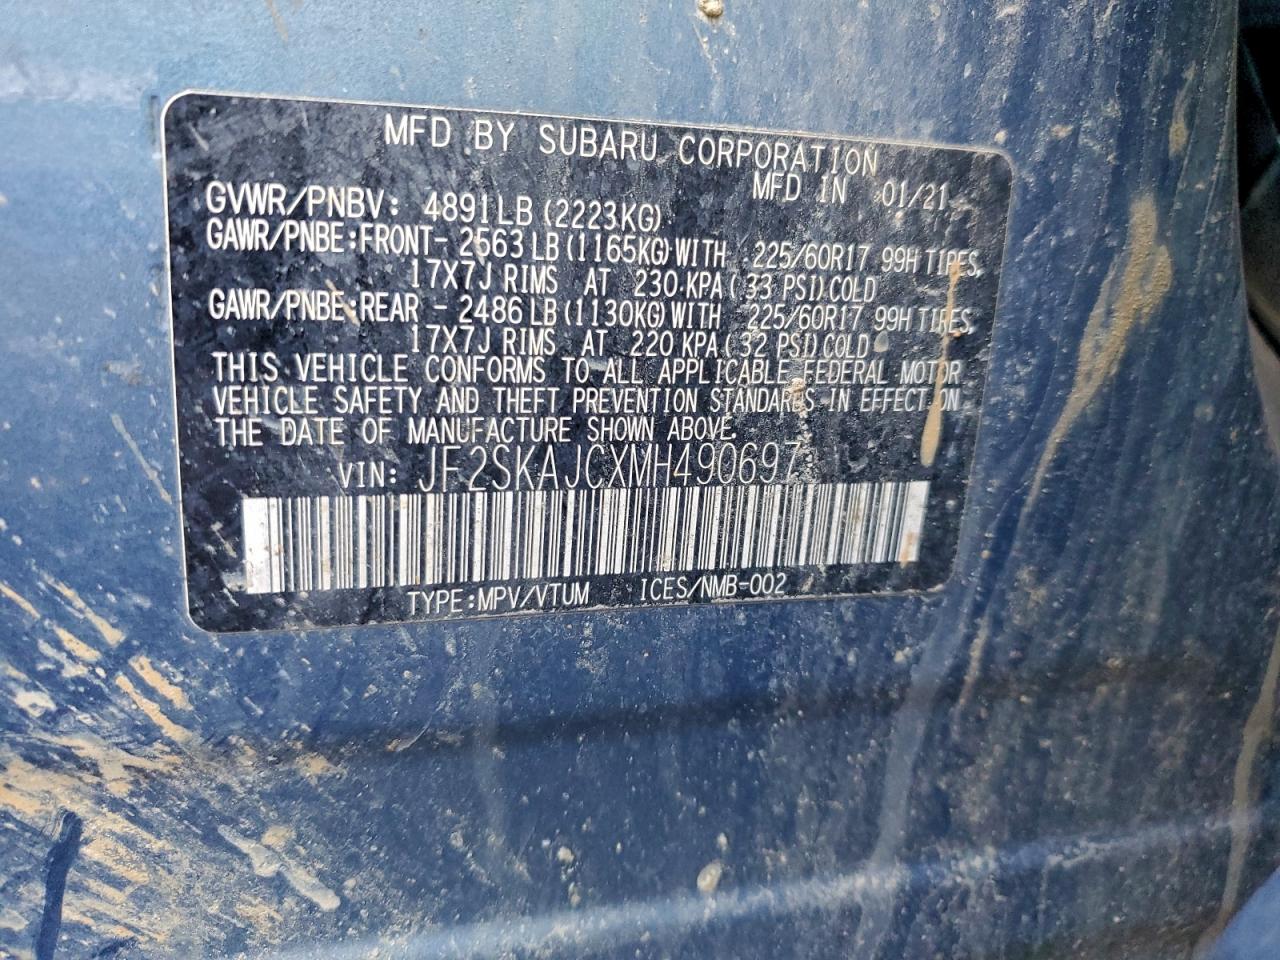 MFD BY SUBARU CORPORATION
MFD IN 01/21
GVWR/PNBV: 4891LB(2223KG)
GAWR/PNBE:FRONT- 2563LB(1165KG)WITH 225/60R17 99H TIRES,
17X7J RIMS AT 230 KPA(33 PSI)COLD
GAWR/PNBE:REAR - 2486LB(1130KG)WITH 225/60R17 99H TIRES,
17X7J RIMS AT 220 KPA(32 PSI)COLD
THIS VEHICLE CONFORMS TO ALL APPLICABLE FEDERAL MOTOR
VEHICLE SAFETY AND THEFT PREVENTION STANDARDS IN EFFECT ON
THE DATE OF MANUFACTURE SHOWN ABOVE.
VIN: JF2SKAJCXMH490697
TYPE:MPV/VTUM ICES/NMB-002